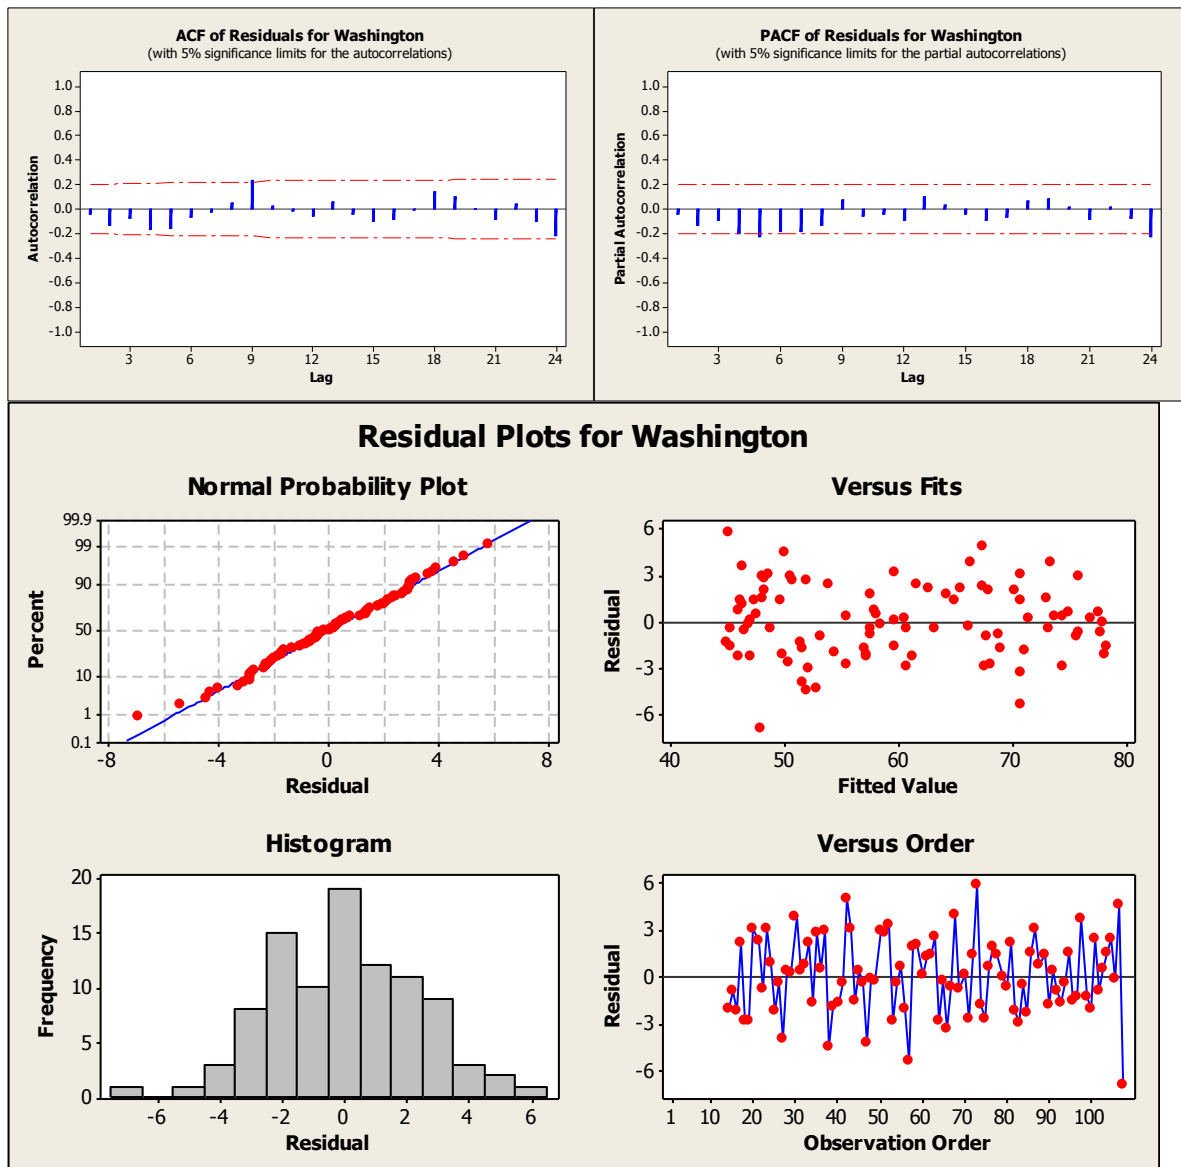 ACF of Residuals for Washington
(with 5% significance limits for the autocorrelations)
1.0
0.8
0.6
0.4
0.2
0.0
-0.2
-0.4
-0.6
-0.8
-1.0
Autocorrelation
3 6 9 12 15 18 21 24
Lag
PACF of Residuals for Washington
(with 5% significance limits for the partial autocorrelations)
1.0
0.8
0.6
0.4
0.2
0.0
-0.2
-0.4
-0.6
-0.8
-1.0
Partial Autocorrelation
3 6 9 12 15 18 21 24
Lag
Residual Plots for Washington
Normal Probability Plot
99.9
99
90
50
10
1
0.1
Percent
-8 -4 0 4 8
Residual
Versus Fits
6
3
0
-3
-6
Residual
40 50 60 70 80
Fitted Value
Histogram
20
15
10
5
0
Frequency
-6 -4 -2 0 2 4 6
Residual
Versus Order
6
3
0
-3
-6
Residual
1 10 20 30 40 50 60 70 80 90 100
Observation Order